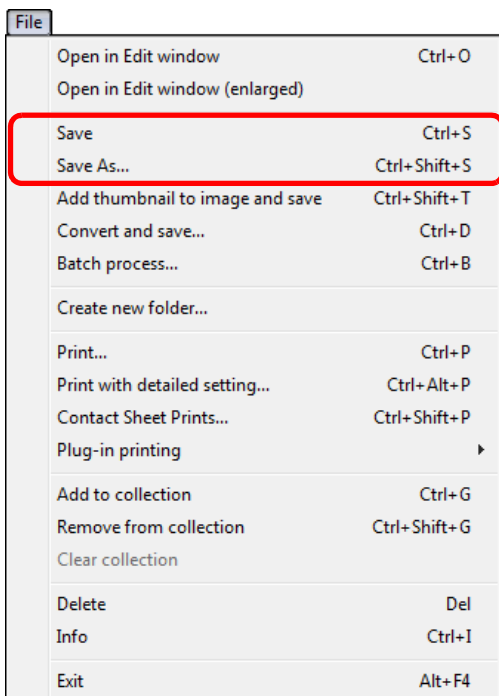 File
Open in Edit window Ctrl+O
Open in Edit window (enlarged)
Save Ctrl+S
Save As... Ctrl+Shift+S
Add thumbnail to image and save Ctrl+Shift+T
Convert and save... Ctrl+D
Batch process... Ctrl+B
Create new folder...
Print... Ctrl+P
Print with detailed setting... Ctrl+Alt+P
Contact Sheet Prints... Ctrl+Shift+P
Plug-in printing
Add to collection Ctrl+G
Remove from collection Ctrl+Shift+G
Clear collection
Delete Del
Info Ctrl+I
Exit Alt+F4